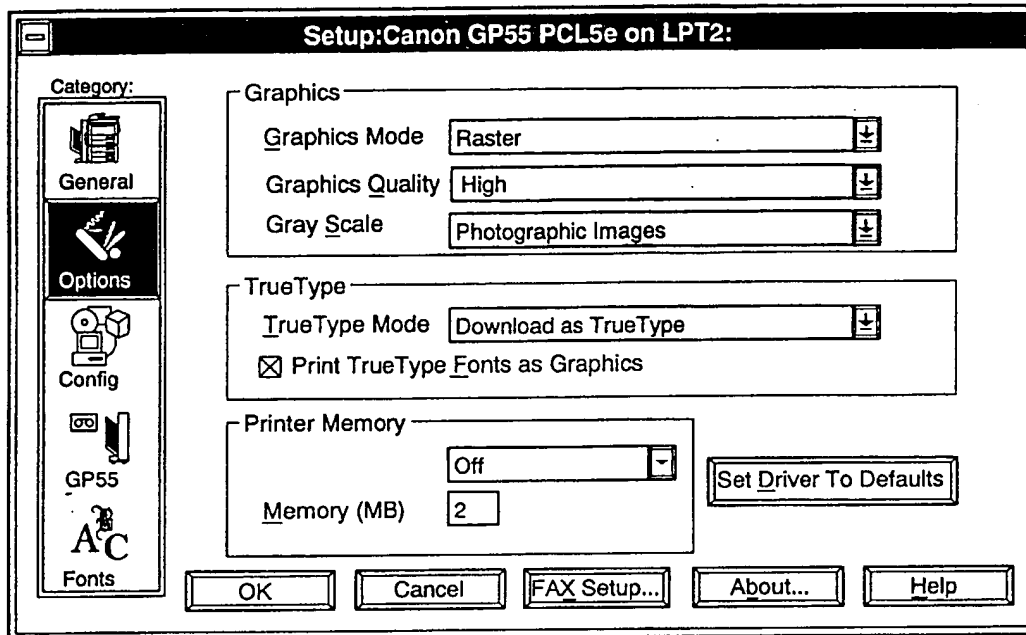 Setup:Canon GP55 PCL5e on LPT2:
Category:
General
Options
Config
GP55
A C
Fonts
Graphics
Graphics Mode Raster
Graphics Quality High
Gray Scale Photographic Images
TrueType
TrueType Mode Download as TrueType
Print TrueType Fonts as Graphics
Printer Memory
Off
Memory (MB) 2
Set Driver To Defaults
OK Cancel FAX Setup... About... Help